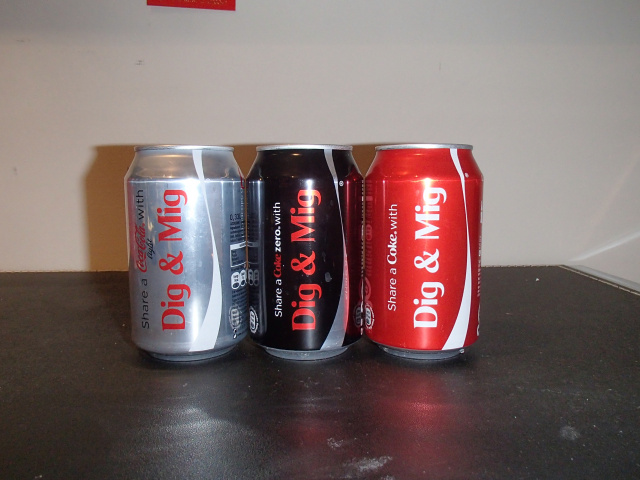 Share a Coca-Cola light with
Dig & Mig
Share a Coke zero. with
Dig & Mig
Share a Coke. with
Dig & Mig